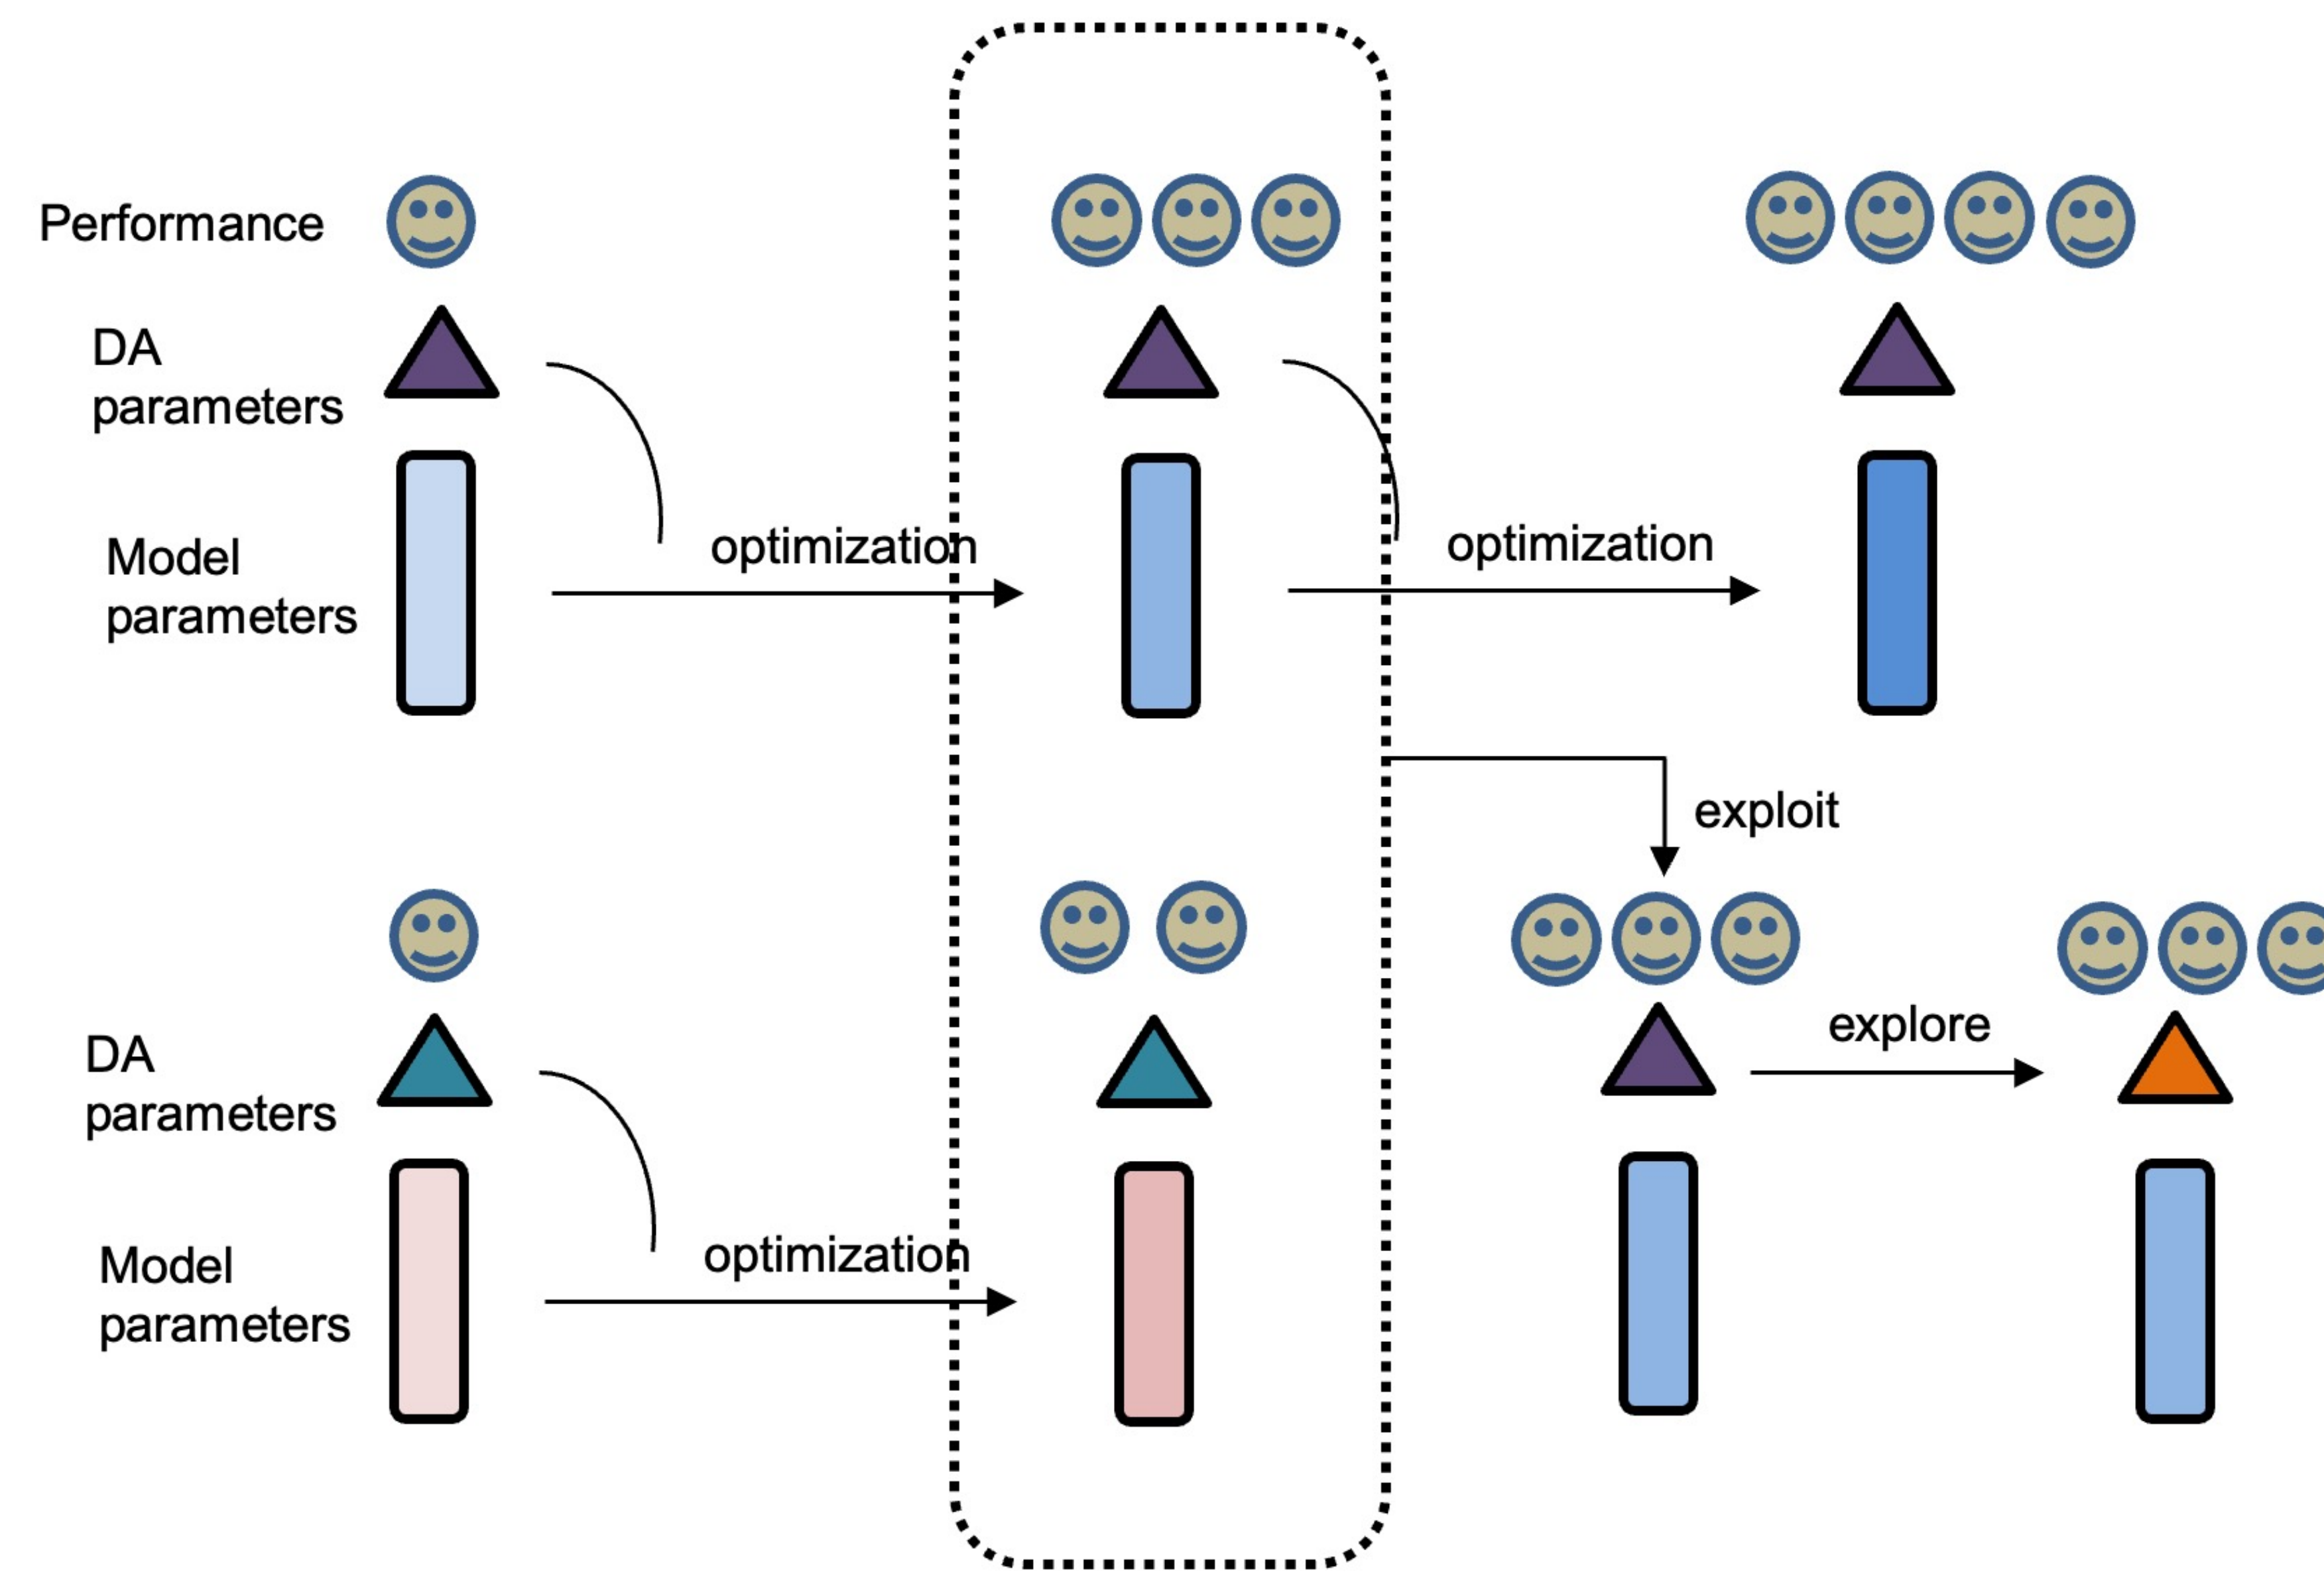 Performance
DA
parameters
Model
parameters
optimization
optimization
exploit
DA
parameters
explore
Model
parameters
optimization